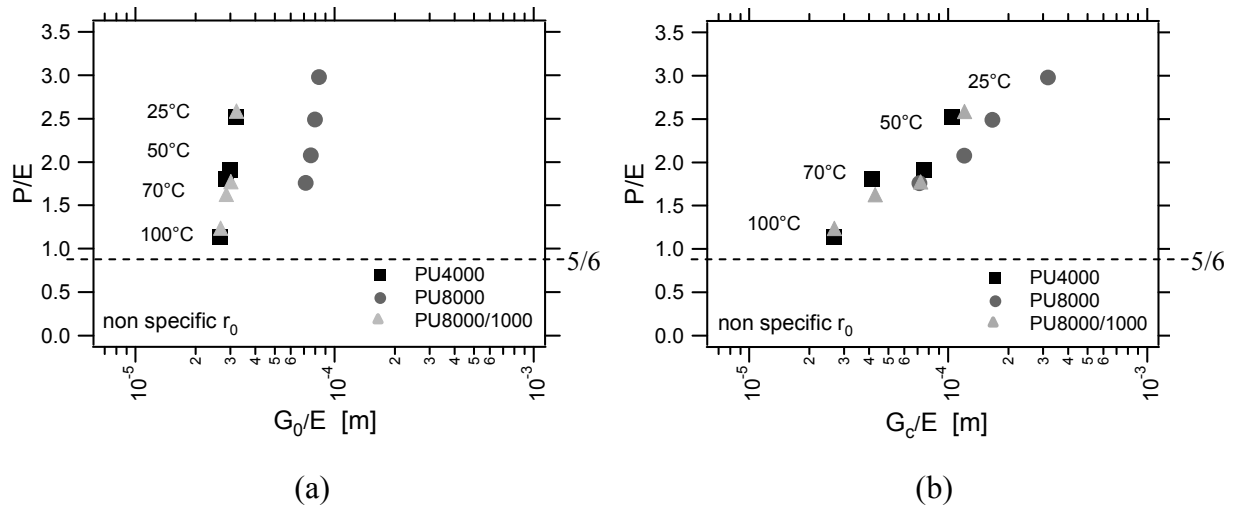 3.5
3.0
2.5
2.0
1.5
1.0
0.5
0.0
P/E
25°C
50°C
70°C
100°C
5/6
PU4000
PU8000
PU8000/1000
non specific r₀
10⁻⁵
2
3
4
5
6
10⁻⁴
2
3
4
5
6
10⁻³
G₀/E [m]
(a)
3.5
3.0
2.5
2.0
1.5
1.0
0.5
0.0
P/E
25°C
50°C
70°C
100°C
5/6
PU4000
PU8000
PU8000/1000
non specific r₀
10⁻⁵
2
3
4
5
6
10⁻⁴
2
3
4
5
6
10⁻³
G_c/E [m]
(b)